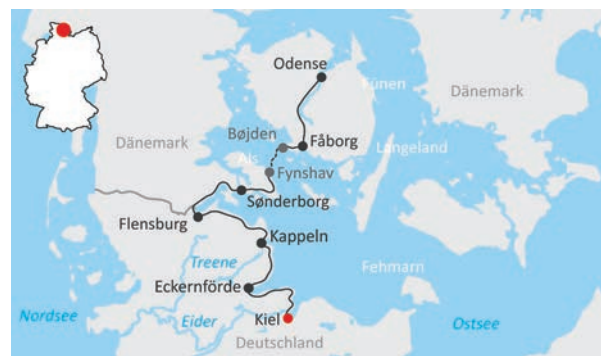 Odense
Fünen
Dänemark
Dänemark
Bøjden
Fåborg
Als
Langeland
Fynshav
Sønderborg
Flensburg
Kappeln
Treene
Fehmarn
Eckernförde
Nordsee
Eider
Kiel
Ostsee
Deutschland